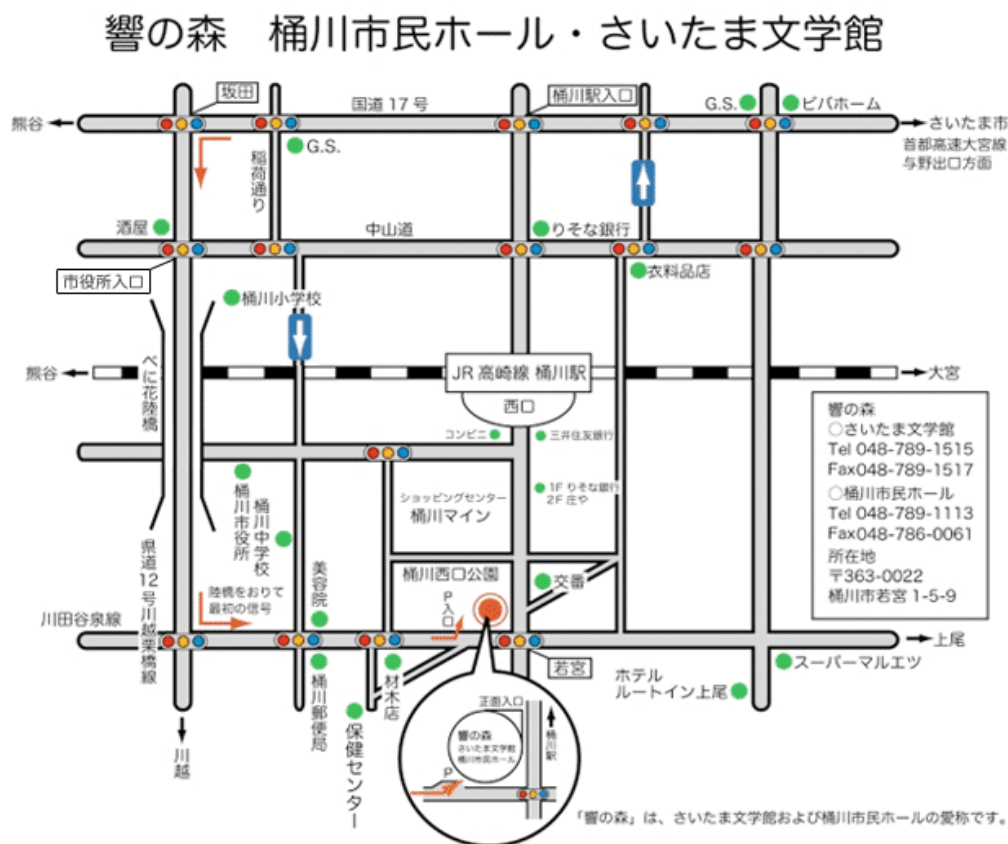 響の森　桶川市民ホール・さいたま文学館
坂田
国道17号
桶川駅入口
G.S.
ビバホーム
熊谷
さいたま市
首都高速大宮線
与野出口方面
G.S.
稲荷通り
酒屋
中山道
りそな銀行
市役所入口
衣料品店
桶川小学校
熊谷
JR 高崎線 桶川駅
大宮
西口
べに花陸橋
コンビニ
三井住友銀行
響の森
○さいたま文学館
Tel 048-789-1515
Fax048-789-1517
○桶川市民ホール
Tel 048-789-1113
Fax048-786-0061
所在地
〒363-0022
桶川市若宮 1-5-9
桶川市役所
桶川中学校
ショッピングセンター
桶川マイン
1F りそな銀行
2F 庄や
県道12号川越栗橋線
桶川西口公園
交番
陸橋をおりて
最初の信号
美容院
P入口
川田谷泉線
上尾
若宮
スーパーマルエツ
ホテル
ルートイン上尾
桶川郵便局
材木店
保健センター
川越
正面入口
桶川駅
響の森
さいたま文学館
桶川市民ホール
P
「響の森」は、さいたま文学館および桶川市民ホールの愛称です。